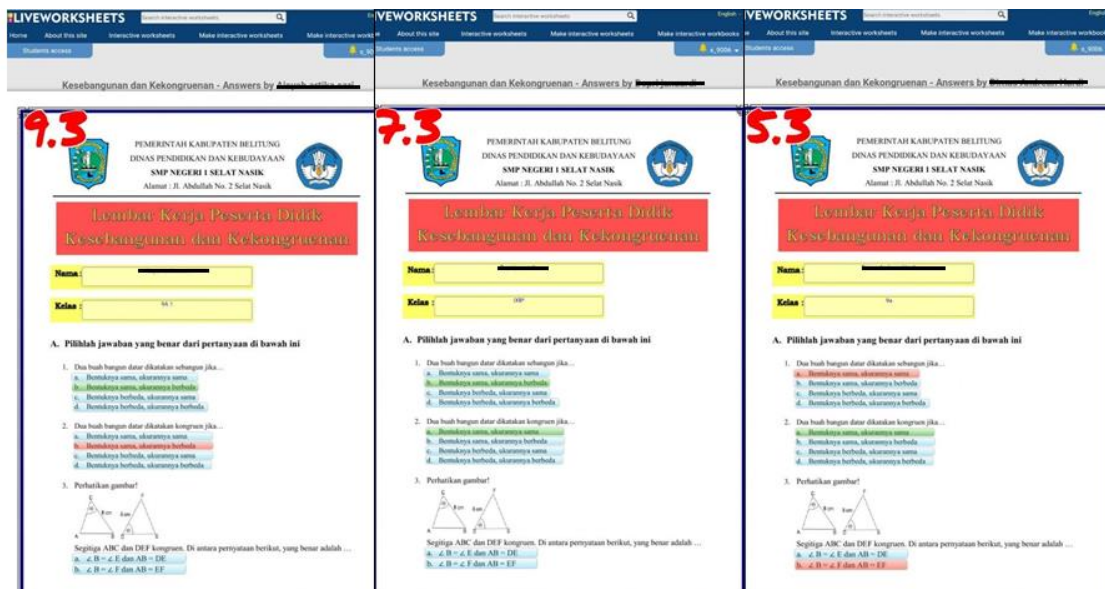 LIVEWORKSHEETS
Search interactive worksheets
Home About this site Interactive worksheets Make interactive worksheets Make interactive
Students access
Kesebangunan dan Kekongruenan - Answers by
9.3
PEMERINTAH KABUPATEN BELITUNG
DINAS PENDIDIKAN DAN KEBUDAYAAN
SMP NEGERI 1 SELAT NASIK
Alamat : Jl. Abdullah No. 2 Selat Nasik
Lembar Kerja Peserta Didik
Kesebangunan dan Kekongruenan
Nama :
Kelas :
A. Pilihlah jawaban yang benar dari pertanyaan di bawah ini
1. Dua buah bangun datar dikatakan sebangun jika…
a. Bentuknya sama, ukurannya sama
b. Bentuknya sama, ukurannya berbeda
c. Bentuknya berbeda, ukurannya sama
d. Bentuknya berbeda, ukurannya berbeda
2. Dua buah bangun datar dikatakan kongruen jika…
a. Bentuknya sama, ukurannya sama
b. Bentuknya sama, ukurannya berbeda
c. Bentuknya berbeda, ukurannya sama
d. Bentuknya berbeda, ukurannya berbeda
3. Perhatikan gambar!
Segitiga ABC dan DEF kongruen. Di antara pernyataan berikut, yang benar adalah …
a. ∠ B = ∠ E dan AB = DE
b. ∠ B = ∠ F dan AB = EF
VEWORKSHEETS
English
About this site Interactive worksheets Make interactive worksheets Make interactive workbooks
Students access
Kesebangunan dan Kekongruenan - Answers by
7.3
PEMERINTAH KABUPATEN BELITUNG
DINAS PENDIDIKAN DAN KEBUDAYAAN
SMP NEGERI 1 SELAT NASIK
Alamat : Jl. Abdullah No. 2 Selat Nasik
Lembar Kerja Peserta Didik
Kesebangunan dan Kekongruenan
Nama :
Kelas :
A. Pilihlah jawaban yang benar dari pertanyaan di bawah ini
1. Dua buah bangun datar dikatakan sebangun jika…
a. Bentuknya sama, ukurannya sama
b. Bentuknya sama, ukurannya berbeda
c. Bentuknya berbeda, ukurannya sama
d. Bentuknya berbeda, ukurannya berbeda
2. Dua buah bangun datar dikatakan kongruen jika…
a. Bentuknya sama, ukurannya sama
b. Bentuknya sama, ukurannya berbeda
c. Bentuknya berbeda, ukurannya sama
d. Bentuknya berbeda, ukurannya berbeda
3. Perhatikan gambar!
Segitiga ABC dan DEF kongruen. Di antara pernyataan berikut, yang benar adalah …
a. ∠ B = ∠ E dan AB = DE
b. ∠ B = ∠ F dan AB = EF
VEWORKSHEETS
About this site Interactive worksheets Make interactive worksheets Make interactive
Students access
Kesebangunan dan Kekongruenan - Answers by
5.3
PEMERINTAH KABUPATEN BELITUNG
DINAS PENDIDIKAN DAN KEBUDAYAAN
SMP NEGERI 1 SELAT NASIK
Alamat : Jl. Abdullah No. 2 Selat Nasik
Lembar Kerja Peserta Didik
Kesebangunan dan Kekongruenan
Nama :
Kelas :
9a
A. Pilihlah jawaban yang benar dari pertanyaan di bawah ini
1. Dua buah bangun datar dikatakan sebangun jika…
a. Bentuknya sama, ukurannya sama
b. Bentuknya sama, ukurannya berbeda
c. Bentuknya berbeda, ukurannya sama
d. Bentuknya berbeda, ukurannya berbeda
2. Dua buah bangun datar dikatakan kongruen jika…
a. Bentuknya sama, ukurannya sama
b. Bentuknya sama, ukurannya berbeda
c. Bentuknya berbeda, ukurannya sama
d. Bentuknya berbeda, ukurannya berbeda
3. Perhatikan gambar!
Segitiga ABC dan DEF kongruen. Di antara pernyataan berikut, yang benar adalah …
a. ∠ B = ∠ E dan AB = DE
b. ∠ B = ∠ F dan AB = EF